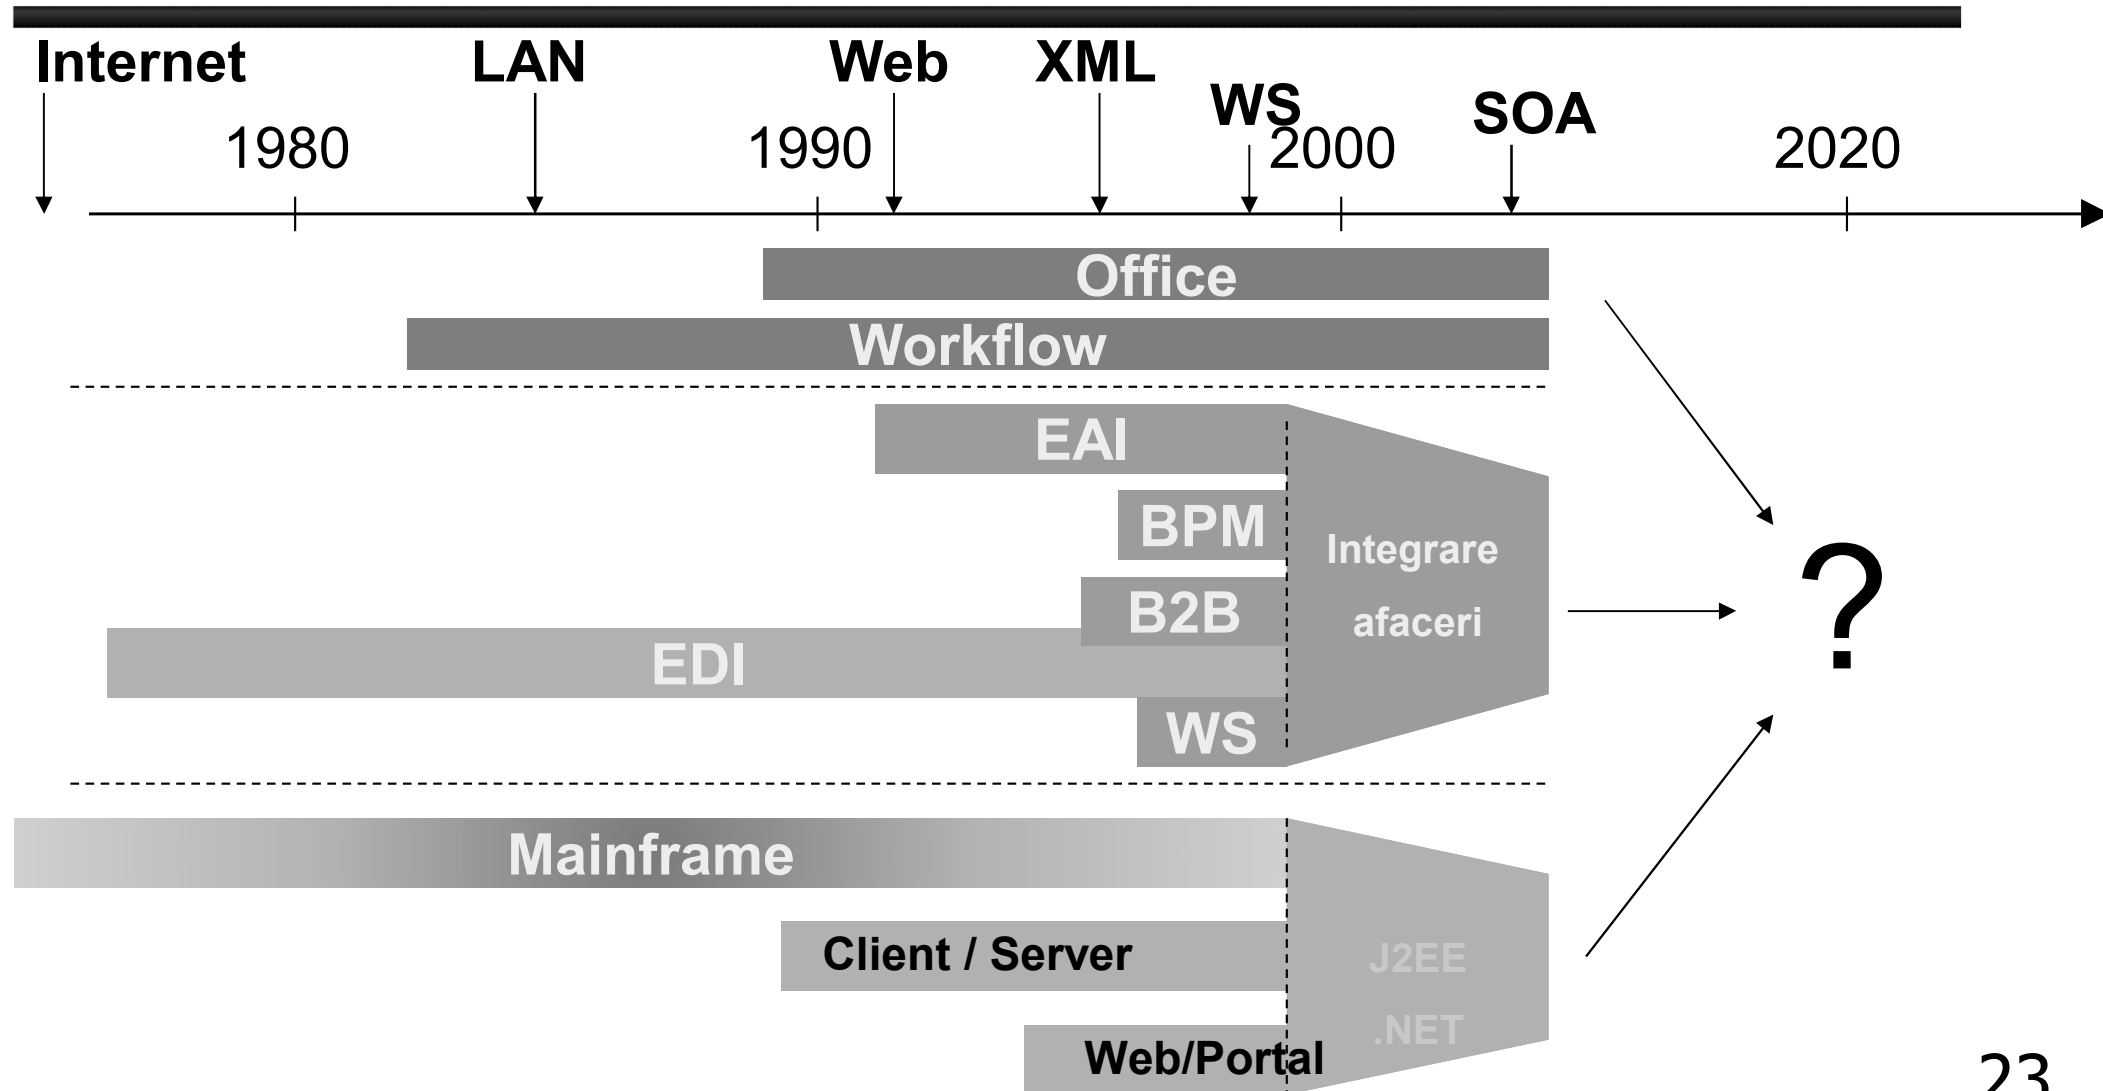 Internet LAN Web XML
WS SOA
1980 1990 2000 2020
Office
Workflow
EAI
BPM
Integrare
afaceri
B2B
EDI
WS
?
Mainframe
Client / Server
J2EE
.NET
Web/Portal
23